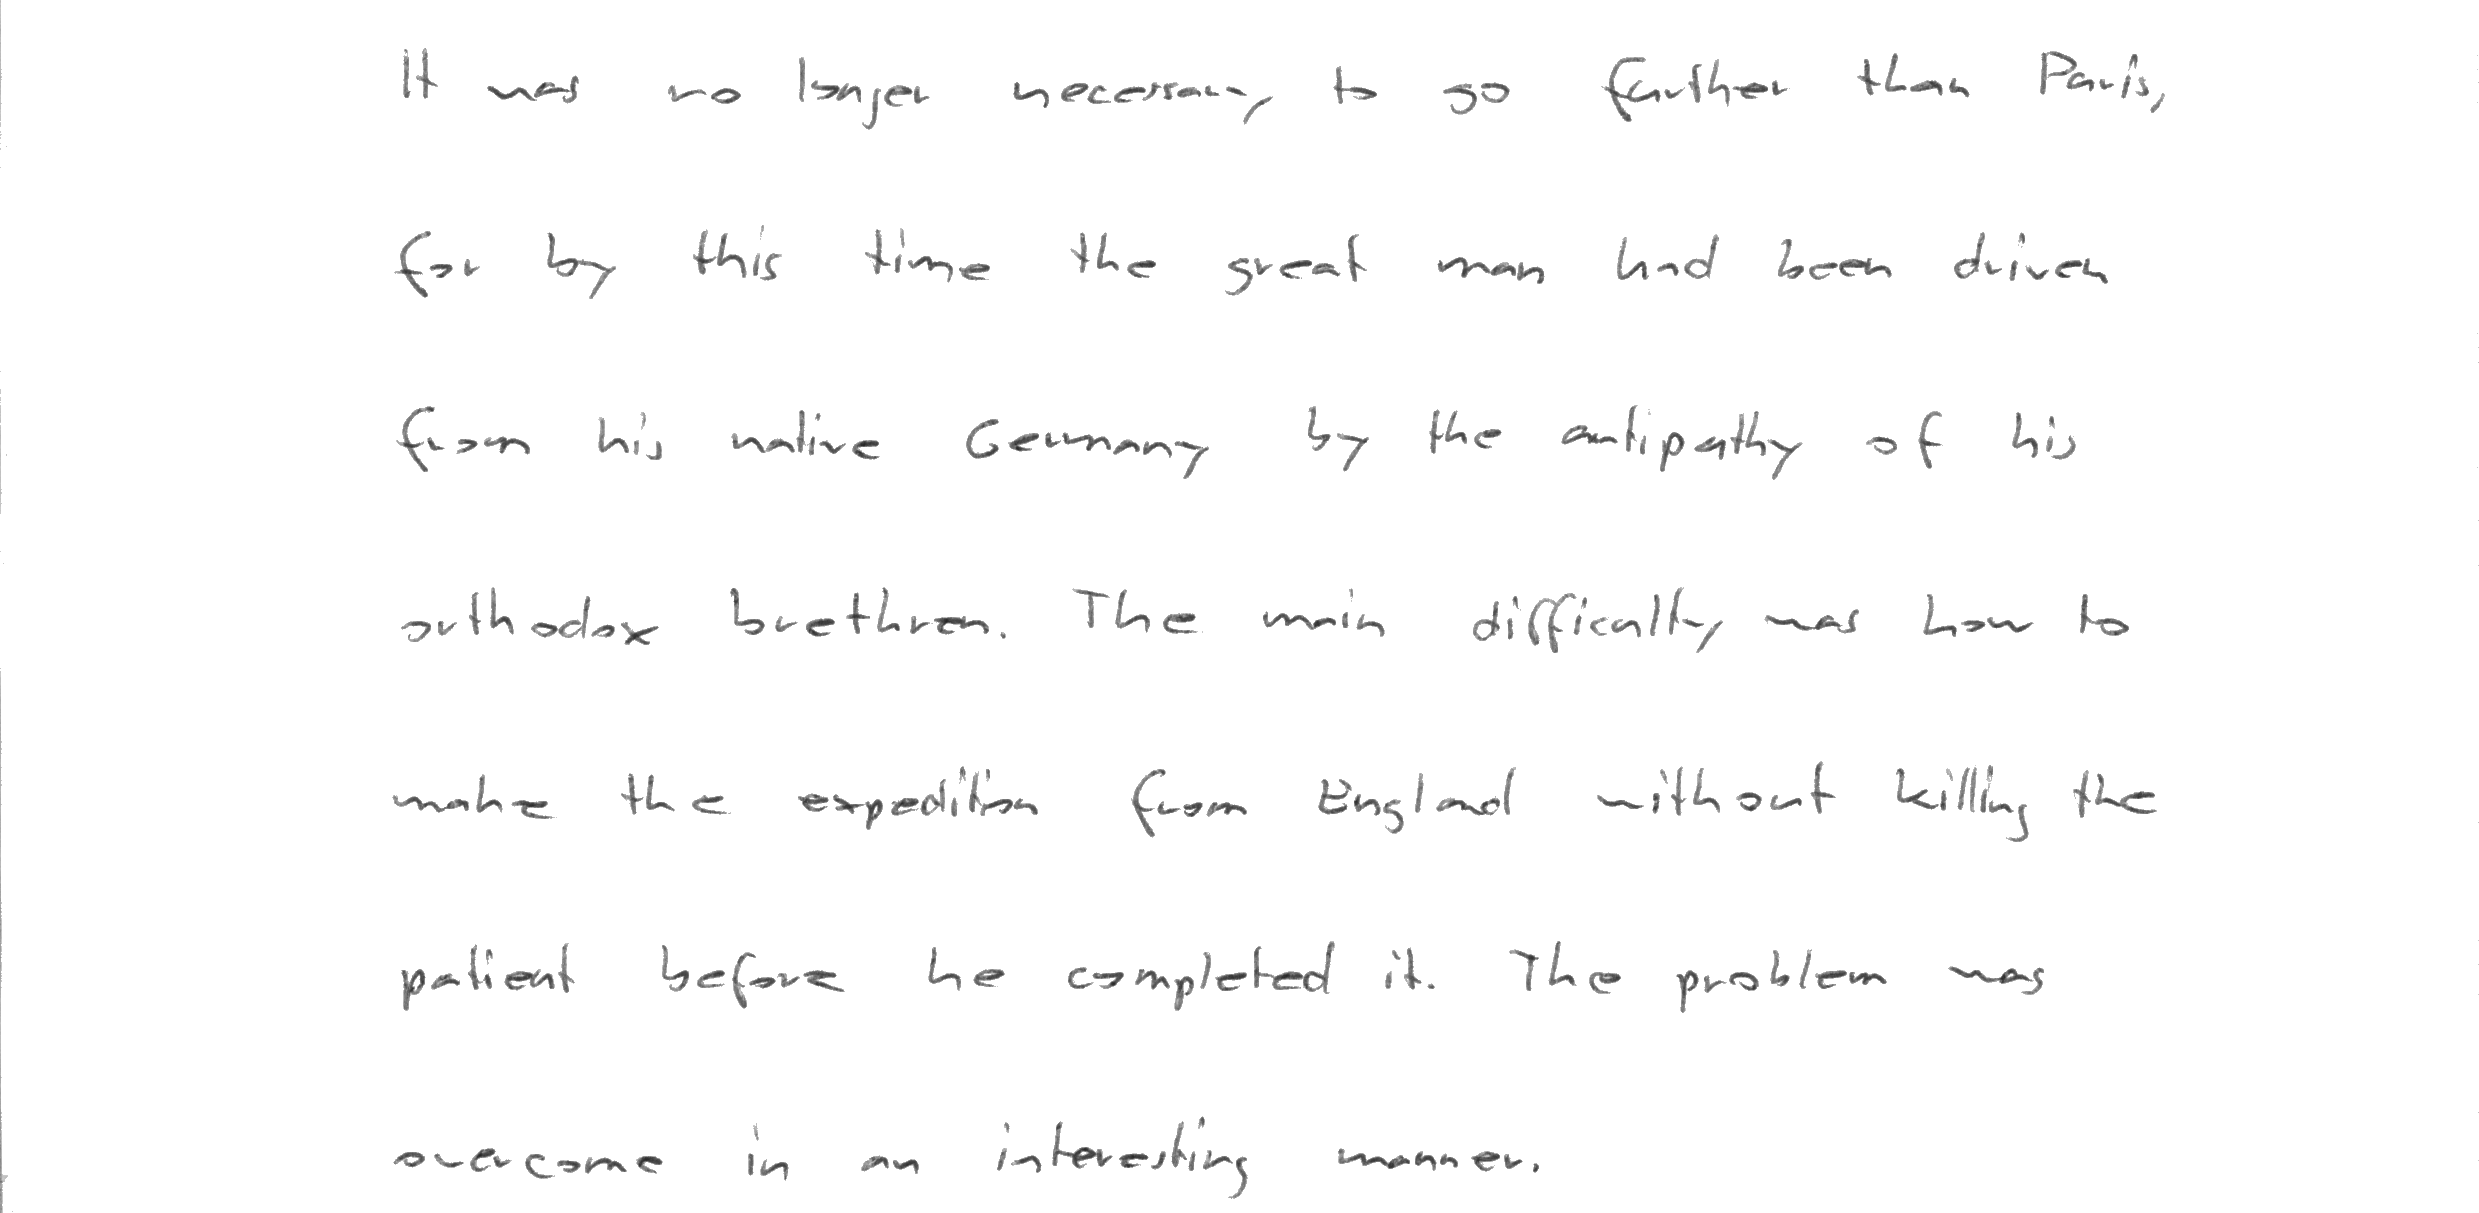 It was no longer necessary to go farther than Paris,
for by this time the great man had been driven
from his native Germany by the antipathy of his
orthodox brethren. The main difficulty was how to
make the expedition from England without killing the
patient before he completed it. The problem was
overcome in an interesting manner.